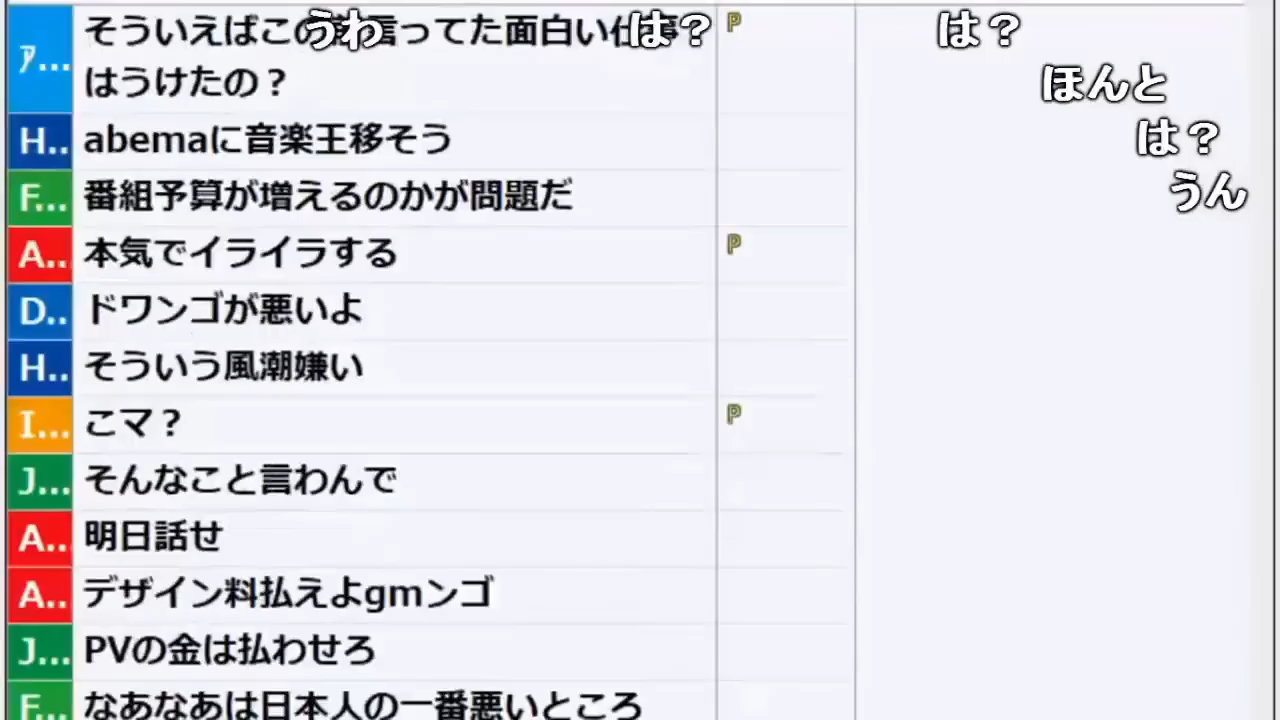 うわ
は？
は？
ほんと
は？
うん
ｱ... そういえばこの 言ってた面白い仕事 P
はうけたの？
H.. abemaに音楽王移そう
F... 番組予算が増えるのかが問題だ
A.. 本気でイライラする P
D.. ドワンゴが悪いよ
H.. そういう風潮嫌い
I... こマ？ P
J... そんなこと言わんで
A.. 明日話せ
A.. デザイン料払えよgmンゴ
J... PVの金は払わせろ
F... なあなあは日本人の一番悪いところ